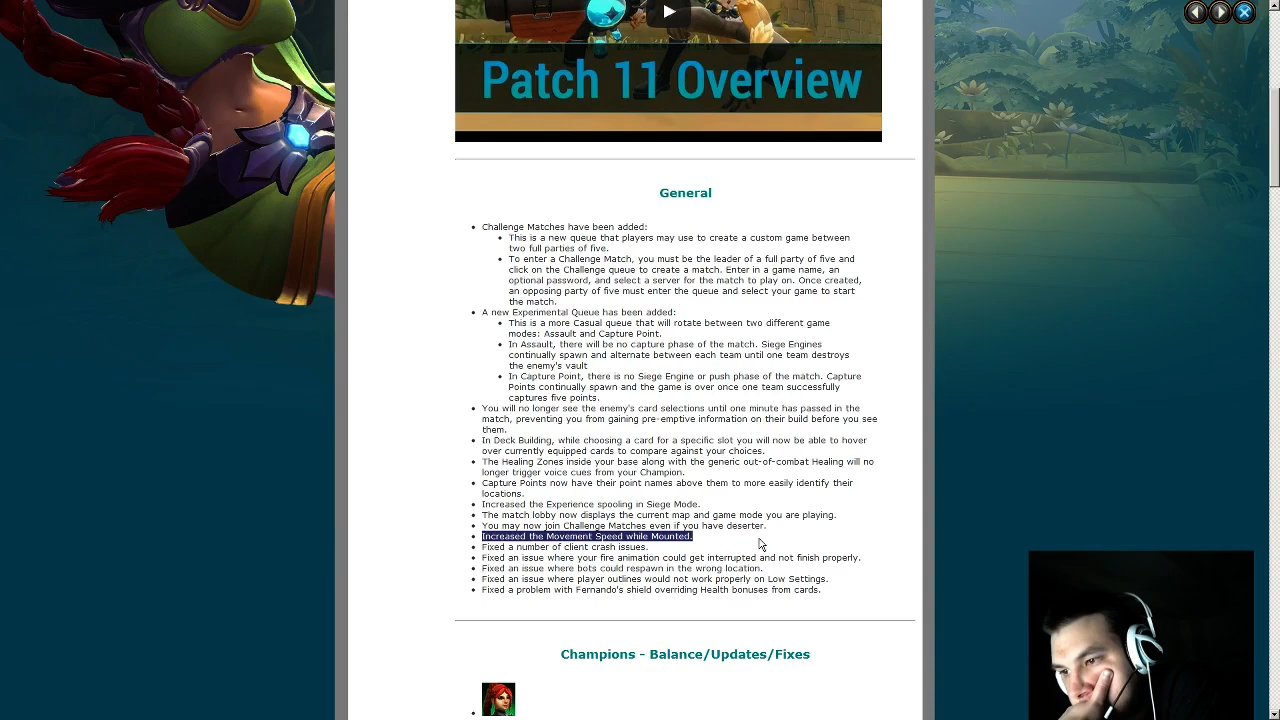 Patch 11 Overview
General
Challenge Matches have been added:
This is a new queue that players may use to create a custom game between
two full parties of five.
To enter a Challenge Match, you must be the leader of a full party of five and
click on the Challenge queue to create a match. Enter in a game name, an
optional password, and select a server for the match to play on. Once created,
an opposing party of five must enter the queue and select your game to start
the match.
A new Experimental Queue has been added:
This is a more Casual queue that will rotate between two different game
modes: Assault and Capture Point.
In Assault, there will be no capture phase of the match. Siege Engines
continually spawn and alternate between each team until one team destroys
the enemy's vault
In Capture Point, there is no Siege Engine or push phase of the match. Capture
Points continually spawn and the game is over once one team successfully
captures five points.
You will no longer see the enemy's card selections until one minute has passed in the
match, preventing you from gaining pre-emptive information on their build before you see
them.
In Deck Building, while choosing a card for a specific slot you will now be able to hover
over currently equipped cards to compare against your choices.
The Healing Zones inside your base along with the generic out-of-combat Healing will no
longer trigger voice cues from your Champion.
Capture Points now have their point names above them to more easily identify their
locations.
Increased the Experience spooling in Siege Mode.
The match lobby now displays the current map and game mode you are playing.
You may now join Challenge Matches even if you have deserter.
Increased the Movement Speed while Mounted.
Fixed a number of client crash issues.
Fixed an issue where your fire animation could get interrupted and not finish properly.
Fixed an issue where bots could respawn in the wrong location.
Fixed an issue where player outlines would not work properly on Low Settings.
Fixed a problem with Fernando's shield overriding Health bonuses from cards.
Champions - Balance/Updates/Fixes